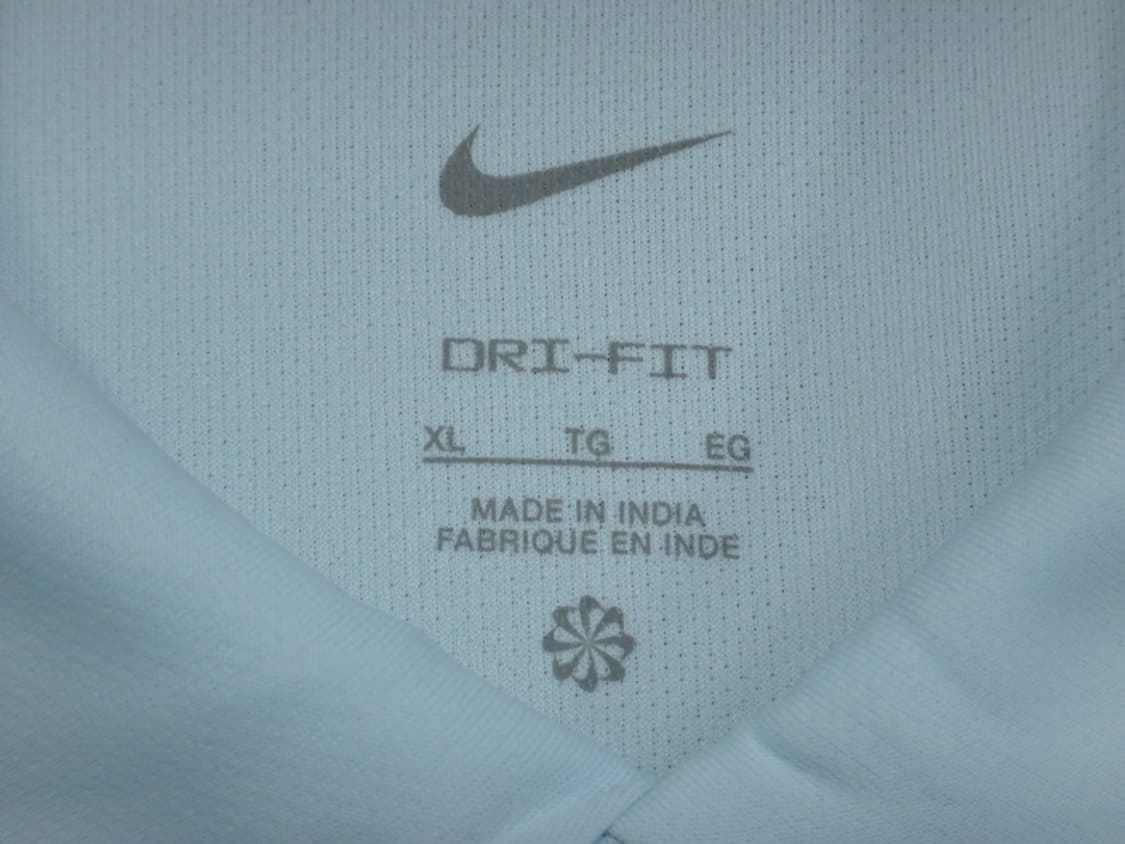 DRI-FIT
XL TG EG
MADE IN INDIA
FABRIQUE EN INDE